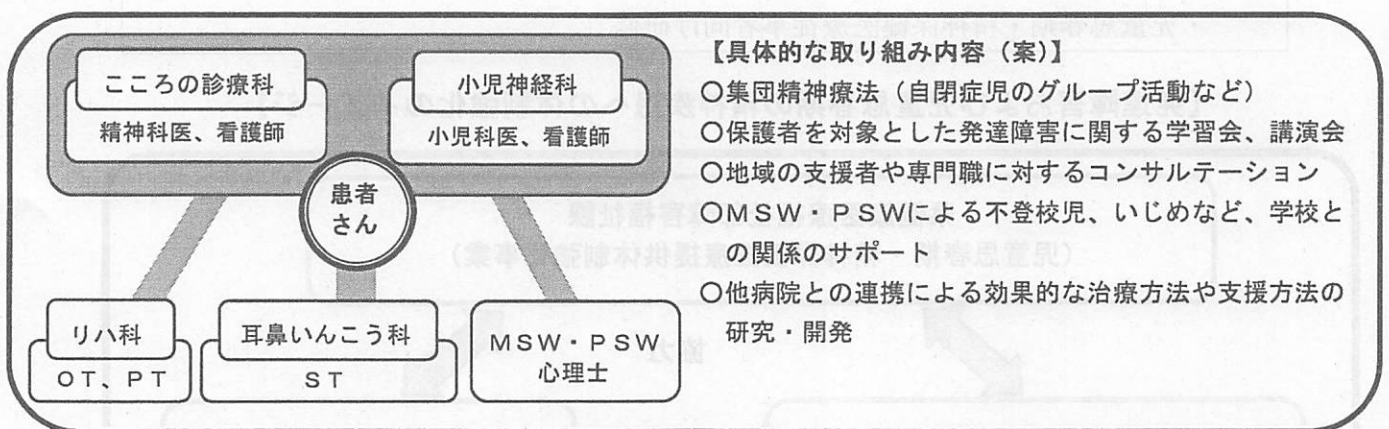 こころの診療科
精神科医、看護師
小児神経科
小児科医、看護師
患者
さん
リハ科
OT、PT
耳鼻いんこう科
ST
MSW・PSW
心理士
【具体的な取り組み内容（案）】
○集団精神療法（自閉症児のグループ活動など）
○保護者を対象とした発達障害に関する学習会、講演会
○地域の支援者や専門職に対するコンサルテーション
○MSW・PSWによる不登校児、いじめなど、学校と
の関係のサポート
○他病院との連携による効果的な治療方法や支援方法の
研究・開発